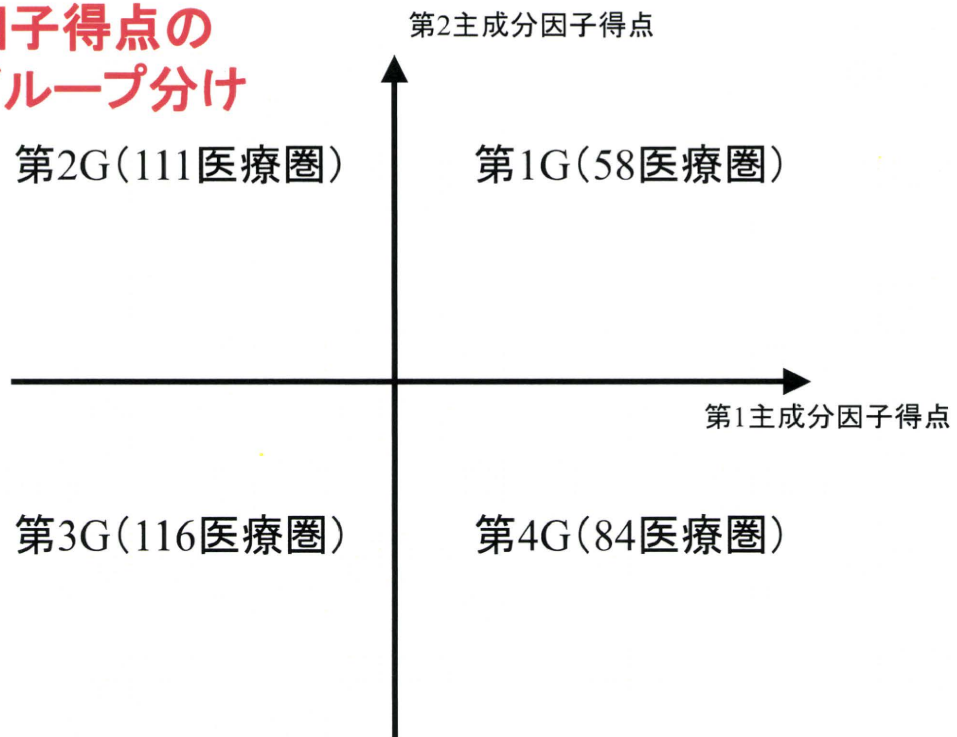 子得点の
ループ分け
第2主成分因子得点
第2G（111医療圏）
第1G（58医療圏）
第1主成分因子得点
第3G（116医療圏）
第4G（84医療圏）